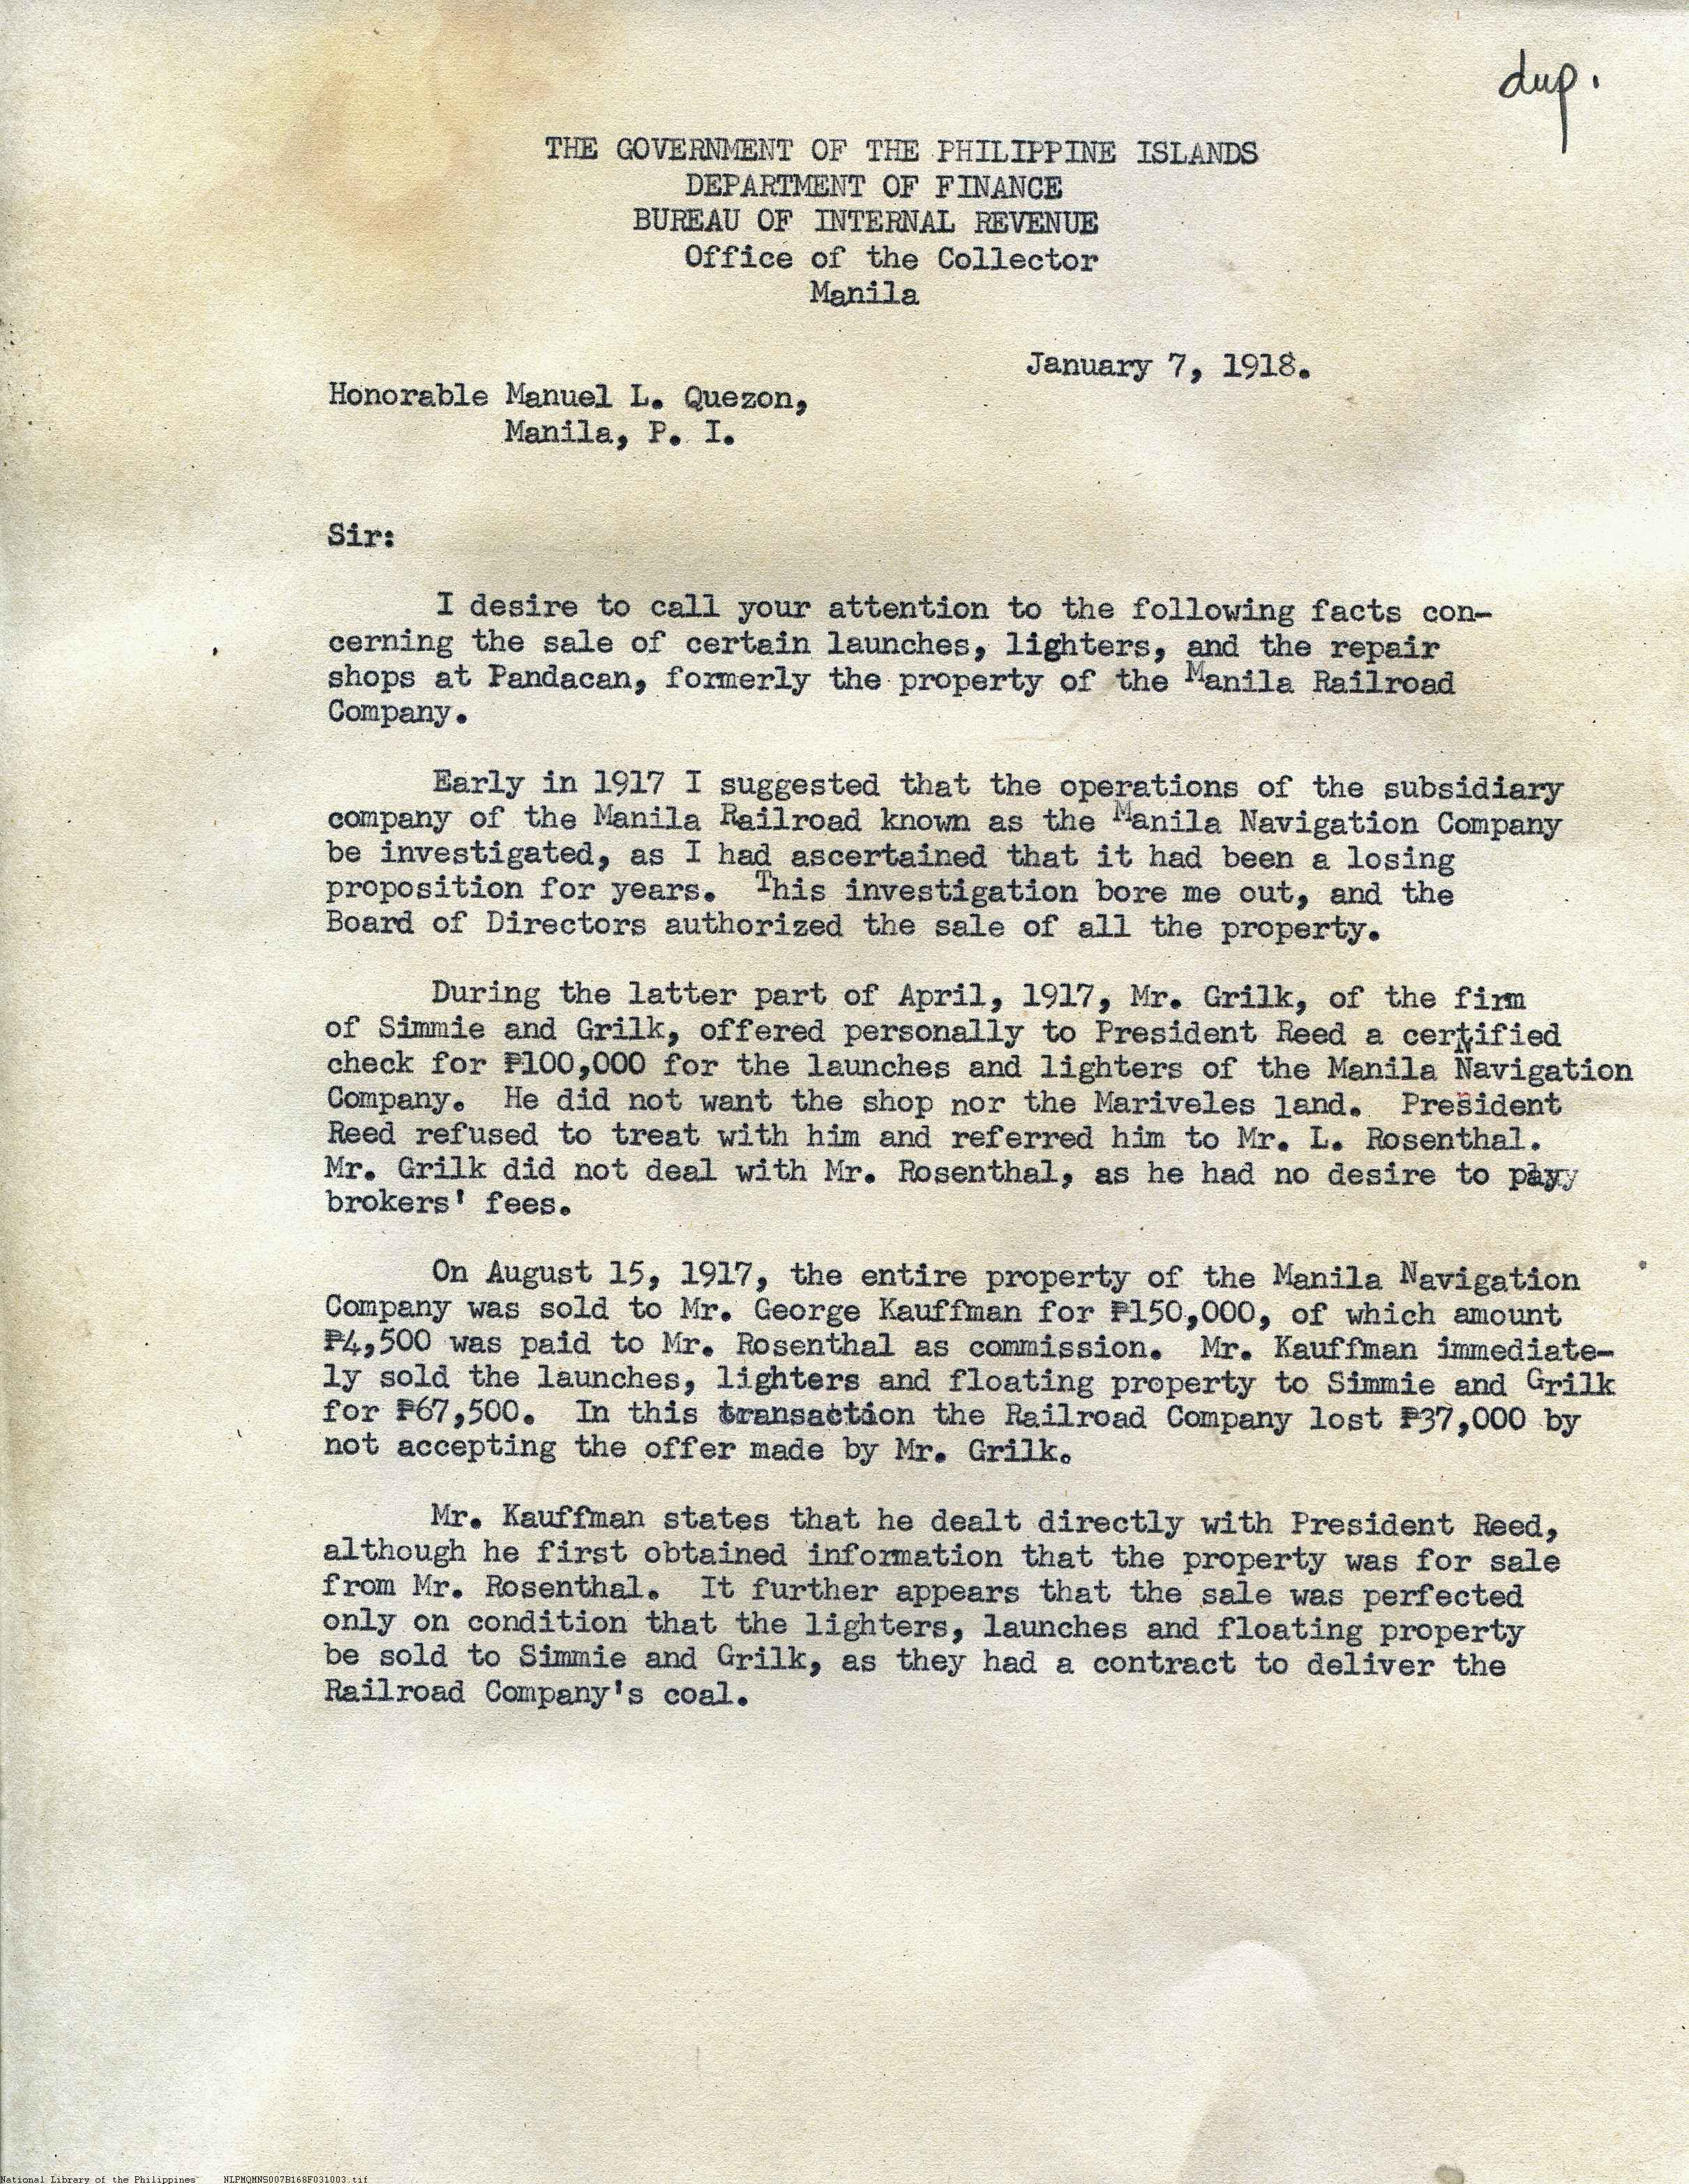 dup.
THE GOVERNMENT OF THE PHILIPPINE ISLANDS
DEPARTMENT OF FINANCE
BUREAU OF INTERNAL REVENUE
Office of the Collector
Manila
January 7, 1918.
Honorable Manuel L. Quezon,
Manila, P. I.
Sir:
I desire to call your attention to the following facts con-
cerning the sale of certain launches, lighters, and the repair
shops at Pandacan, formerly the property of the Manila Railroad
Company.
Early in 1917 I suggested that the operations of the subsidiary
company of the Manila Railroad known as the Manila Navigation Company
be investigated, as I had ascertained that it had been a losing
proposition for years. This investigation bore me out, and the
Board of Directors authorized the sale of all the property.
During the latter part of April, 1917, Mr. Grilk, of the firm
of Simmie and Grilk, offered personally to President Reed a certified
check for ₱100,000 for the launches and lighters of the Manila Navigation
Company. He did not want the shop nor the Mariveles land. President
Reed refused to treat with him and referred him to Mr. L. Rosenthal.
Mr. Grilk did not deal with Mr. Rosenthal, as he had no desire to payy
brokers' fees.
On August 15, 1917, the entire property of the Manila Navigation
Company was sold to Mr. George Kauffman for ₱150,000, of which amount
₱4,500 was paid to Mr. Rosenthal as commission. Mr. Kauffman immediate-
ly sold the launches, lighters and floating property to Simmie and Grilk
for ₱67,500. In this transaction the Railroad Company lost ₱37,000 by
not accepting the offer made by Mr. Grilk.
Mr. Kauffman states that he dealt directly with President Reed,
although he first obtained information that the property was for sale
from Mr. Rosenthal. It further appears that the sale was perfected
only on condition that the lighters, launches and floating property
be sold to Simmie and Grilk, as they had a contract to deliver the
Railroad Company's coal.
National Library of the Philippines NLPMQMNS007B168F031003.tif